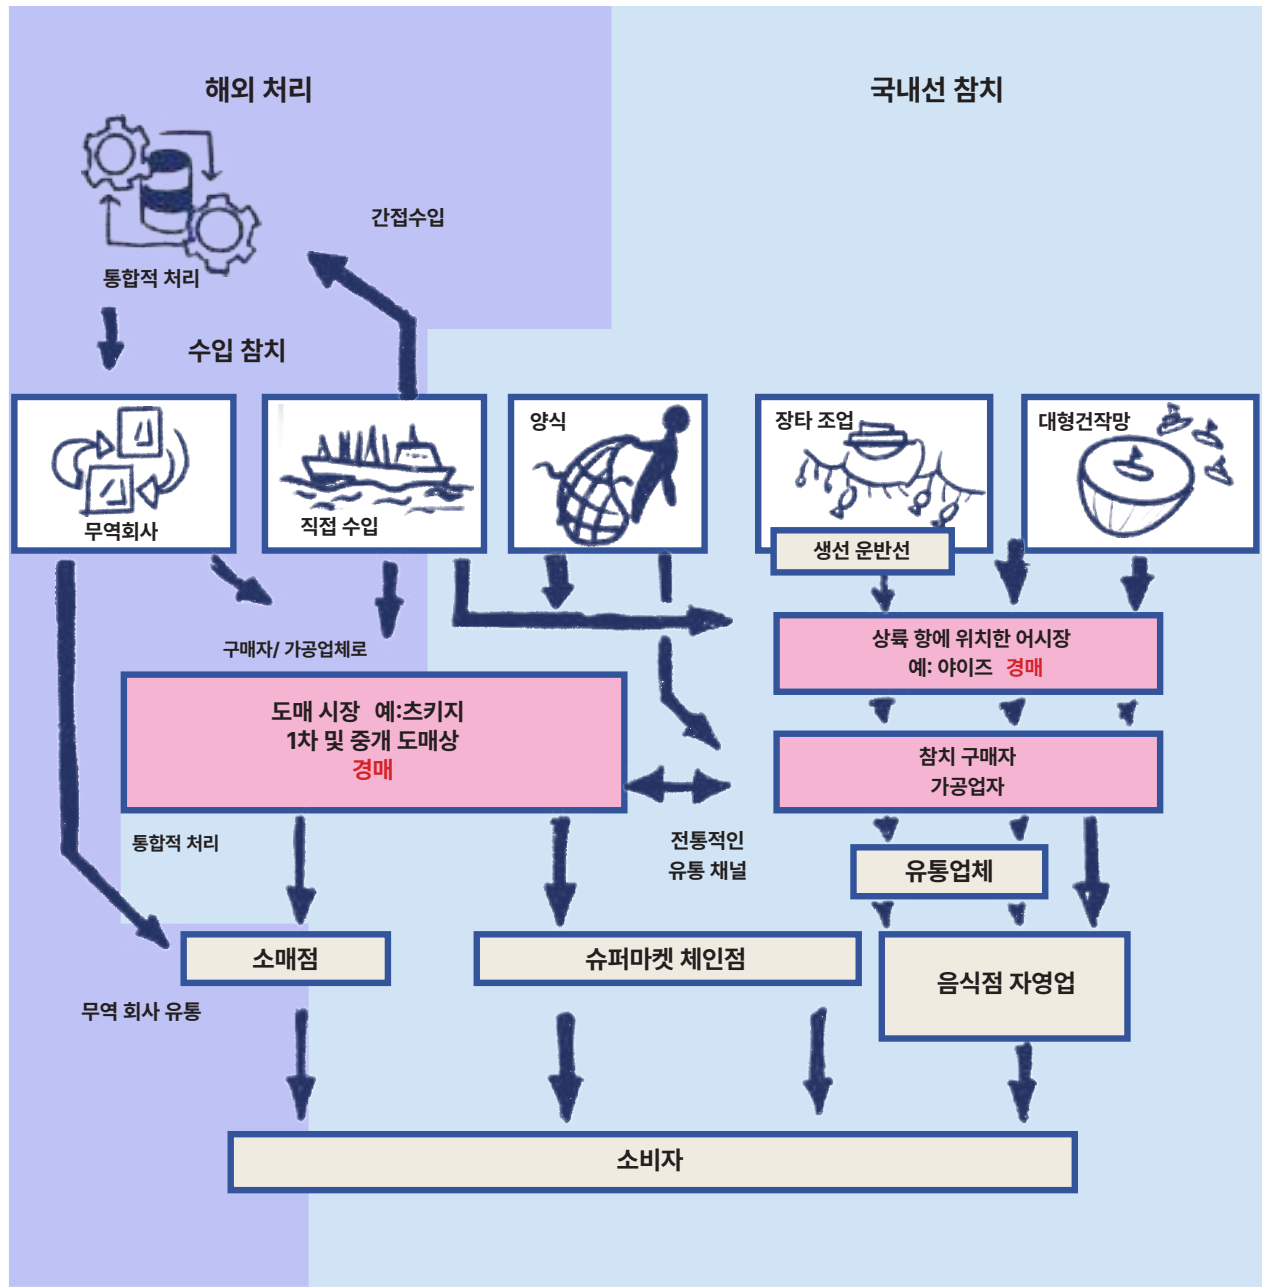 해외 처리
국내선 참치
간접수입
통합적 처리
수입 참치
무역회사
직접 수입
양식
장타 조업
대형건작망
생선 운반선
구매자/ 가공업체로
상륙 항에 위치한 어시장
예: 야이즈 경매
도매 시장 예:츠키지
1차 및 중개 도매상
경매
참치 구매자
가공업자
통합적 처리
전통적인
유통 채널
유통업체
소매점
슈퍼마켓 체인점
음식점 자영업
무역 회사 유통
소비자